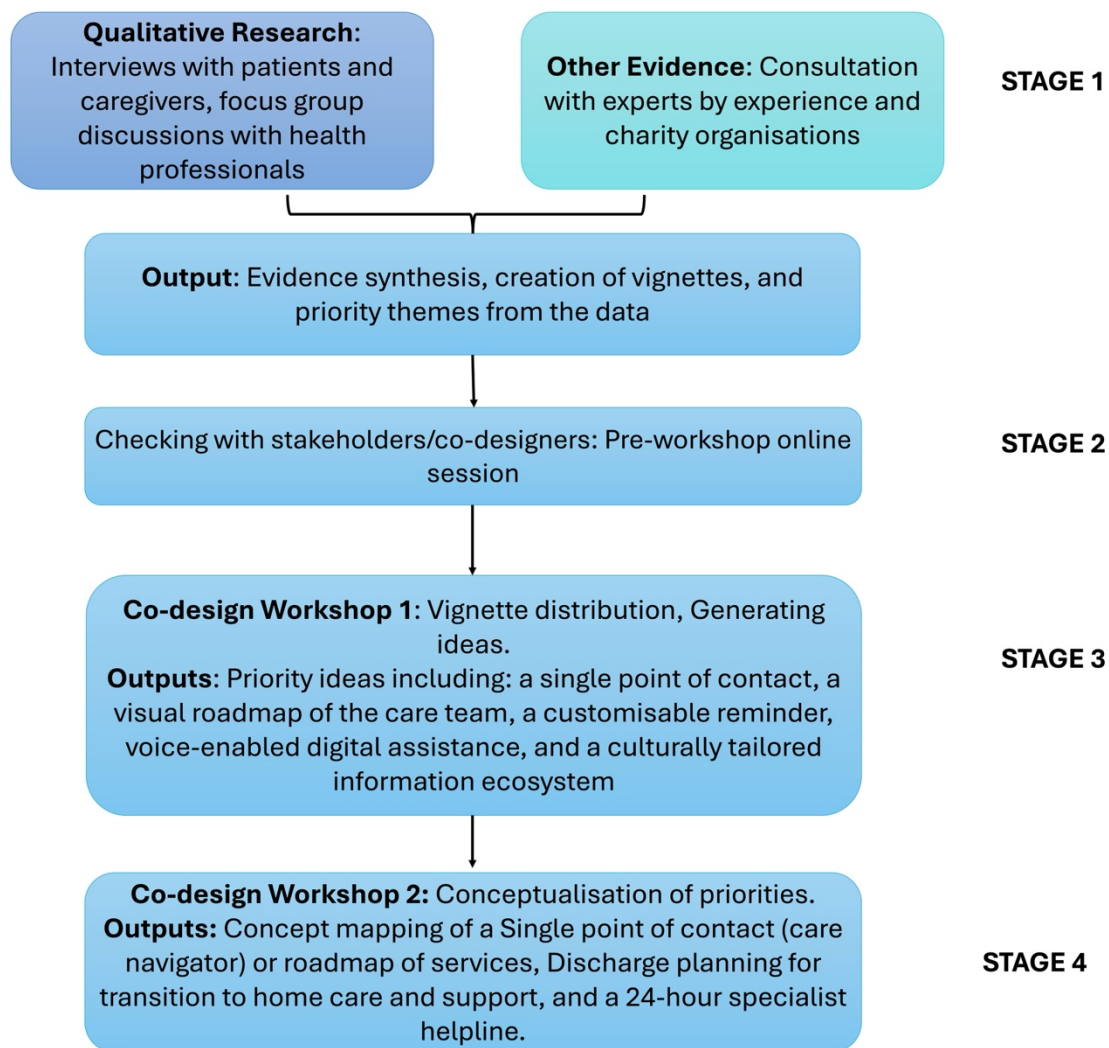 Qualitative Research:
Interviews with patients and
caregivers, focus group
discussions with health
professionals
Other Evidence: Consultation
with experts by experience and
charity organisations
STAGE 1
Output: Evidence synthesis, creation of vignettes, and
priority themes from the data
Checking with stakeholders/co-designers: Pre-workshop online
session
STAGE 2
Co-design Workshop 1: Vignette distribution, Generating
ideas.
Outputs: Priority ideas including: a single point of contact, a
visual roadmap of the care team, a customisable reminder,
voice-enabled digital assistance, and a culturally tailored
information ecosystem
STAGE 3
Co-design Workshop 2: Conceptualisation of priorities.
Outputs: Concept mapping of a Single point of contact (care
navigator) or roadmap of services, Discharge planning for
transition to home care and support, and a 24-hour specialist
helpline.
STAGE 4